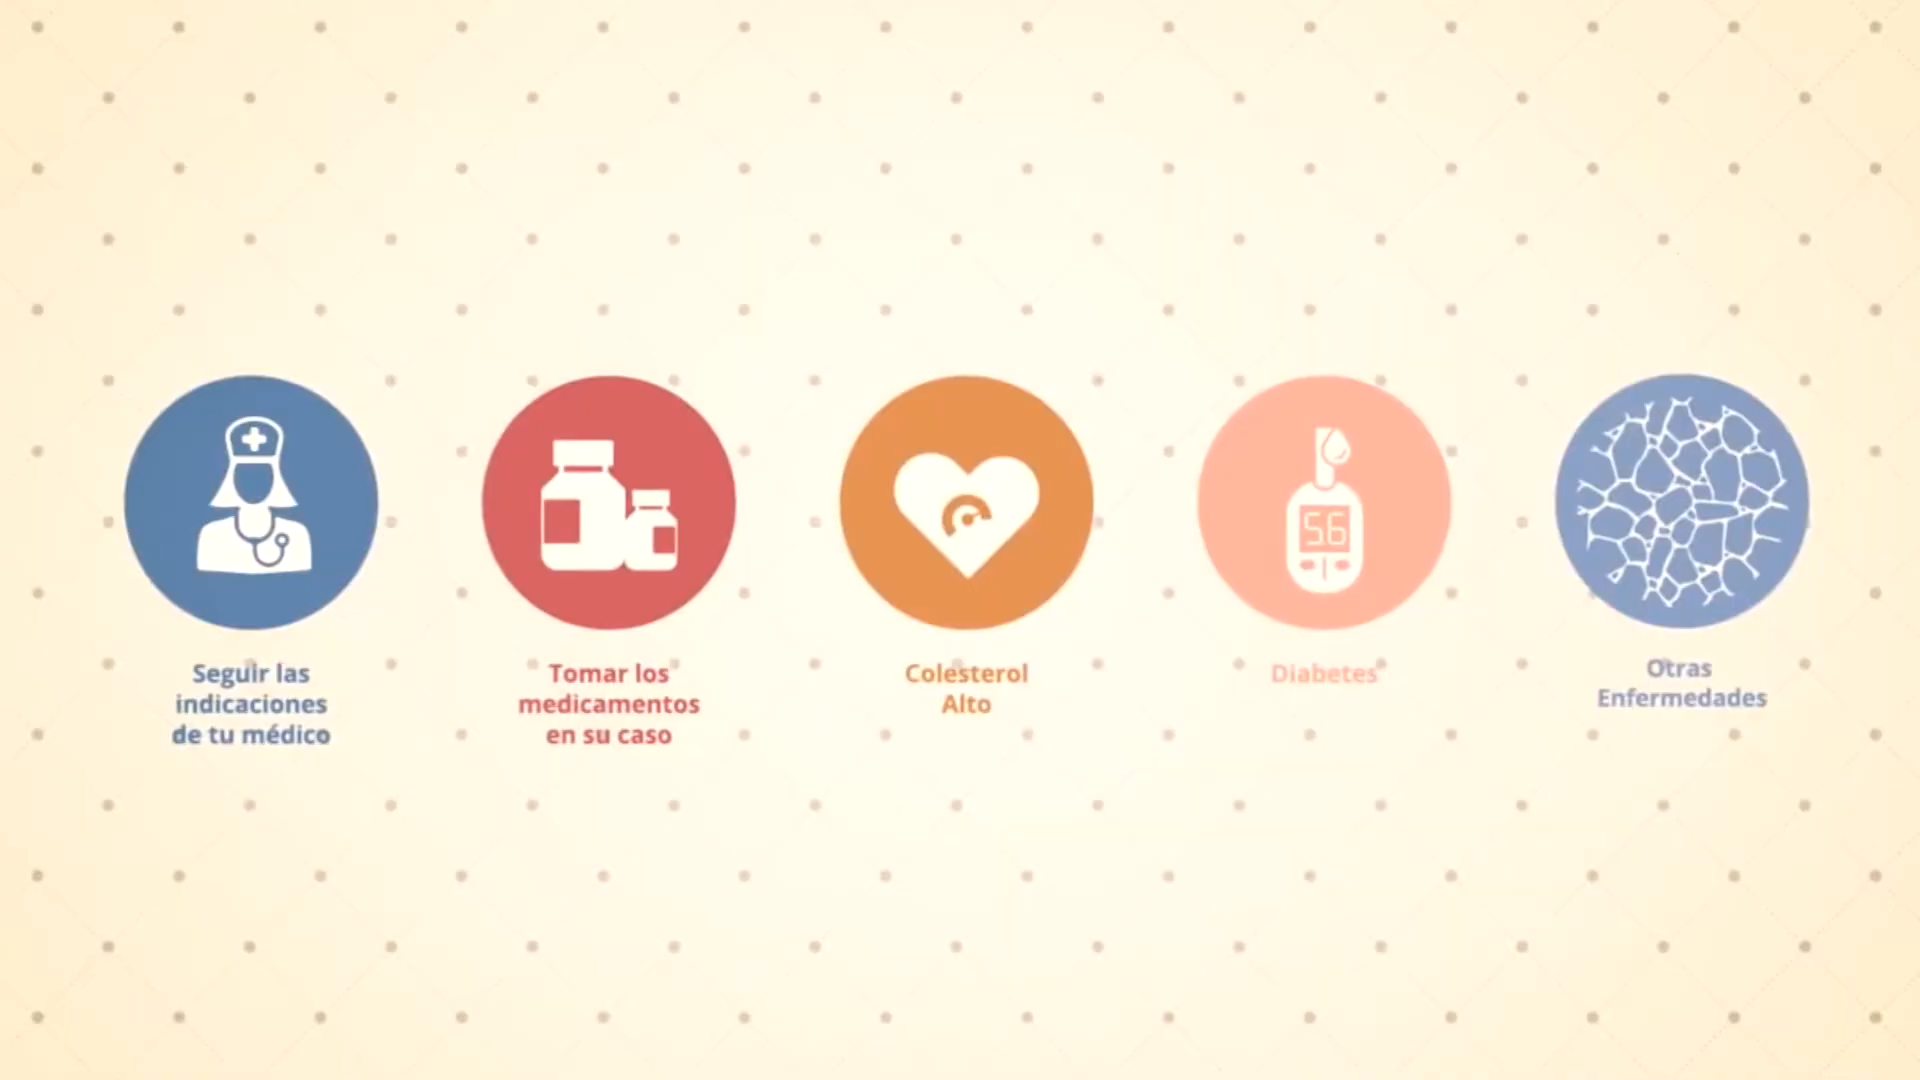 56
Seguir las
indicaciones
de tu médico
Tomar los
medicamentos
en su caso
Colesterol
Alto
Diabetes
Otras
Enfermedades